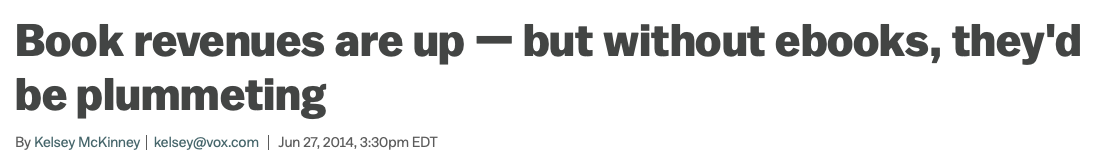 Book revenues are up — but without ebooks, they'd
be plummeting
By Kelsey McKinney | kelsey@vox.com | Jun 27, 2014, 3:30pm EDT